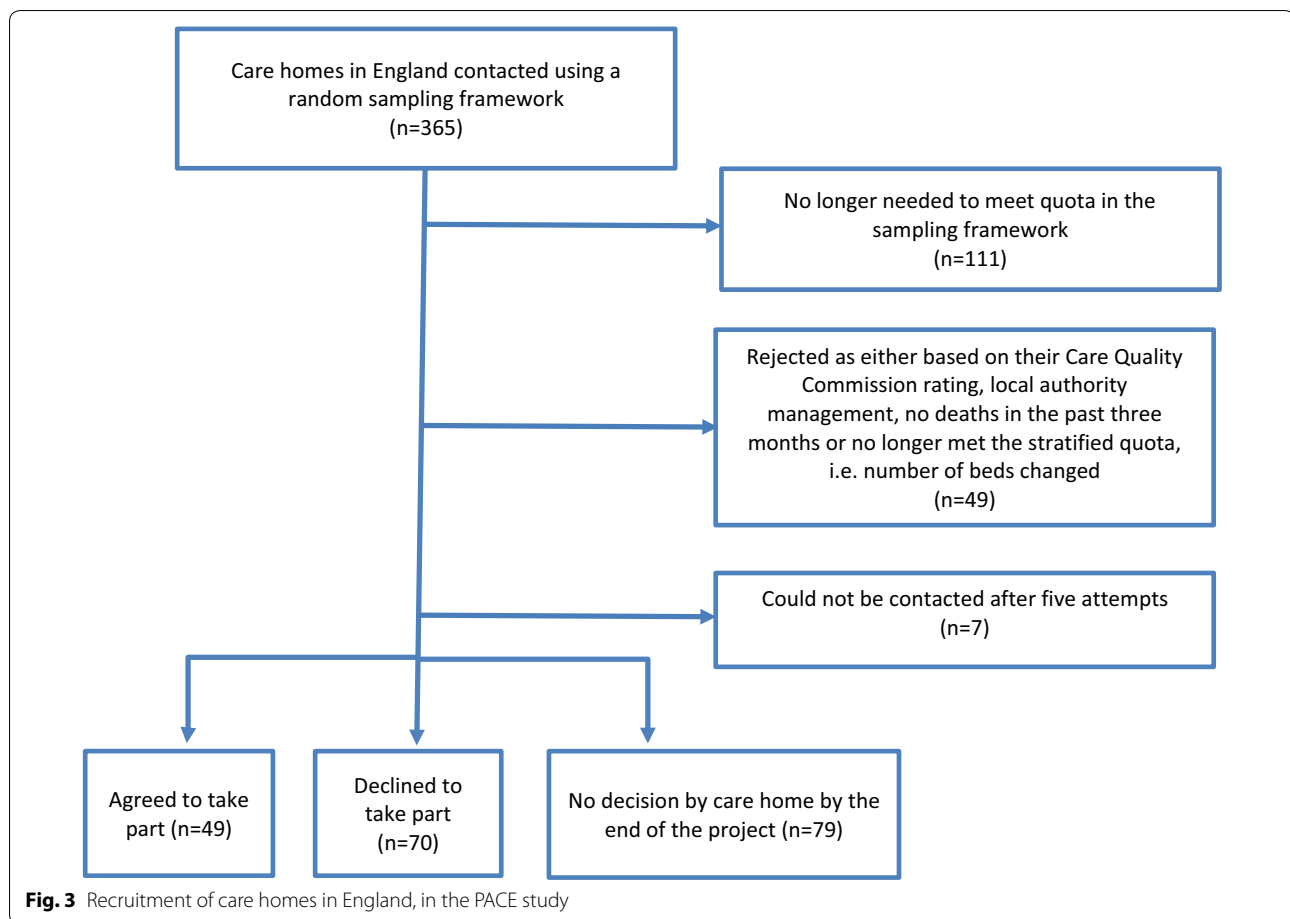 Care homes in England contacted using a
random sampling framework
(n=365)
No longer needed to meet quota in the
sampling framework
(n=111)
Rejected as either based on their Care Quality
Commission rating, local authority
management, no deaths in the past three
months or no longer met the stratified quota,
i.e. number of beds changed
(n=49)
Could not be contacted after five attempts
(n=7)
Agreed to take
part (n=49)
Declined to
take part
(n=70)
No decision by care home by the
end of the project (n=79)
Fig. 3 Recruitment of care homes in England, in the PACE study